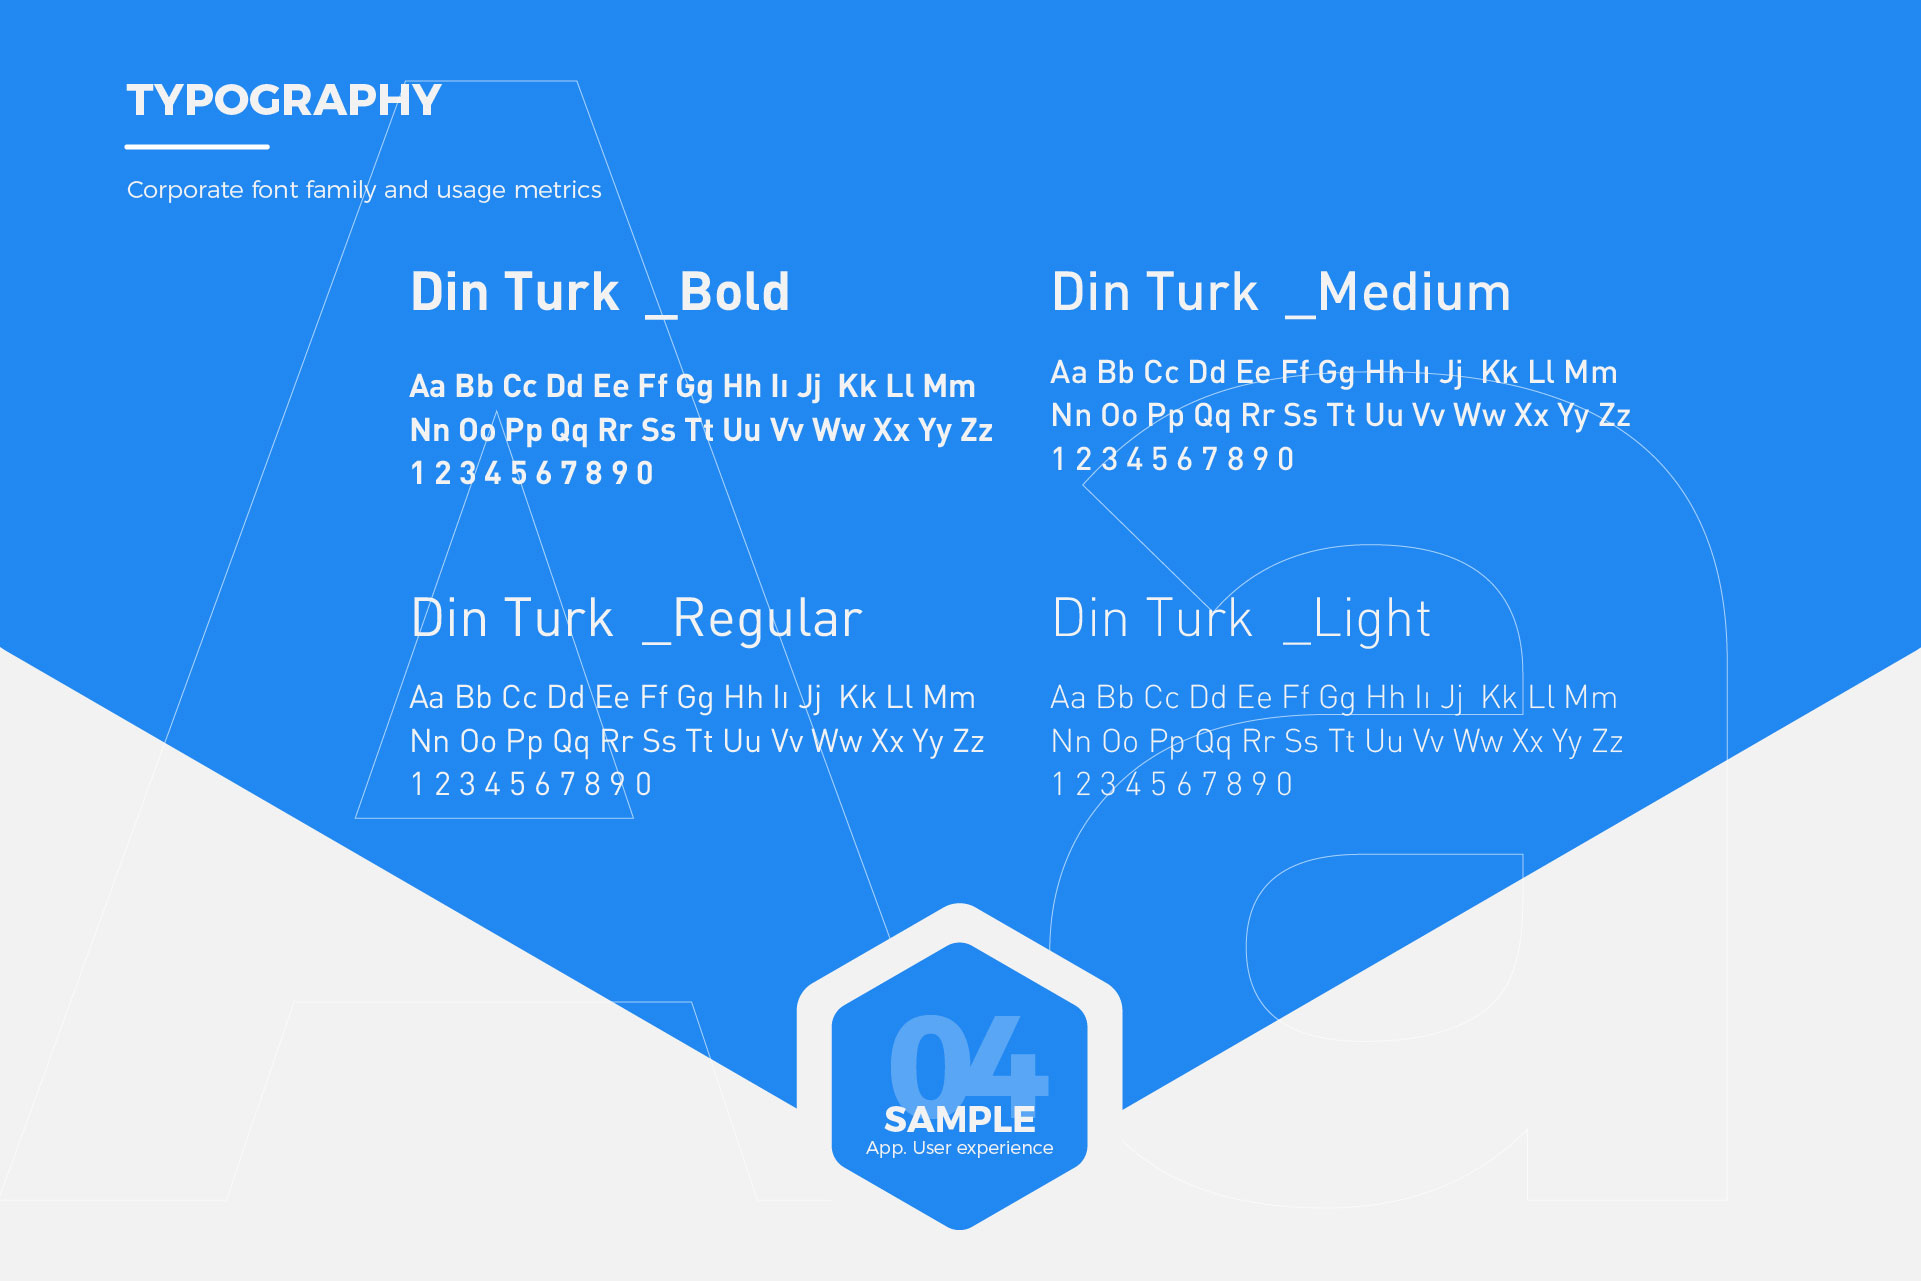 TYPOGRAPHY
Corporate font family and usage metrics
Din Turk _Bold
Aa Bb Cc Dd Ee Ff Gg Hh Iı Jj Kk Ll Mm
Nn Oo Pp Qq Rr Ss Tt Uu Vv Ww Xx Yy Zz
1 2 3 4 5 6 7 8 9 0
Din Turk _Medium
Aa Bb Cc Dd Ee Ff Gg Hh Iı Jj Kk Ll Mm
Nn Oo Pp Qq Rr Ss Tt Uu Vv Ww Xx Yy Zz
1 2 3 4 5 6 7 8 9 0
Din Turk _Regular
Aa Bb Cc Dd Ee Ff Gg Hh Iı Jj Kk Ll Mm
Nn Oo Pp Qq Rr Ss Tt Uu Vv Ww Xx Yy Zz
1 2 3 4 5 6 7 8 9 0
Din Turk _Light
Aa Bb Cc Dd Ee Ff Gg Hh Iı Jj Kk Ll Mm
Nn Oo Pp Qq Rr Ss Tt Uu Vv Ww Xx Yy Zz
1 2 3 4 5 6 7 8 9 0
Aa
04
SAMPLE
App. User experience